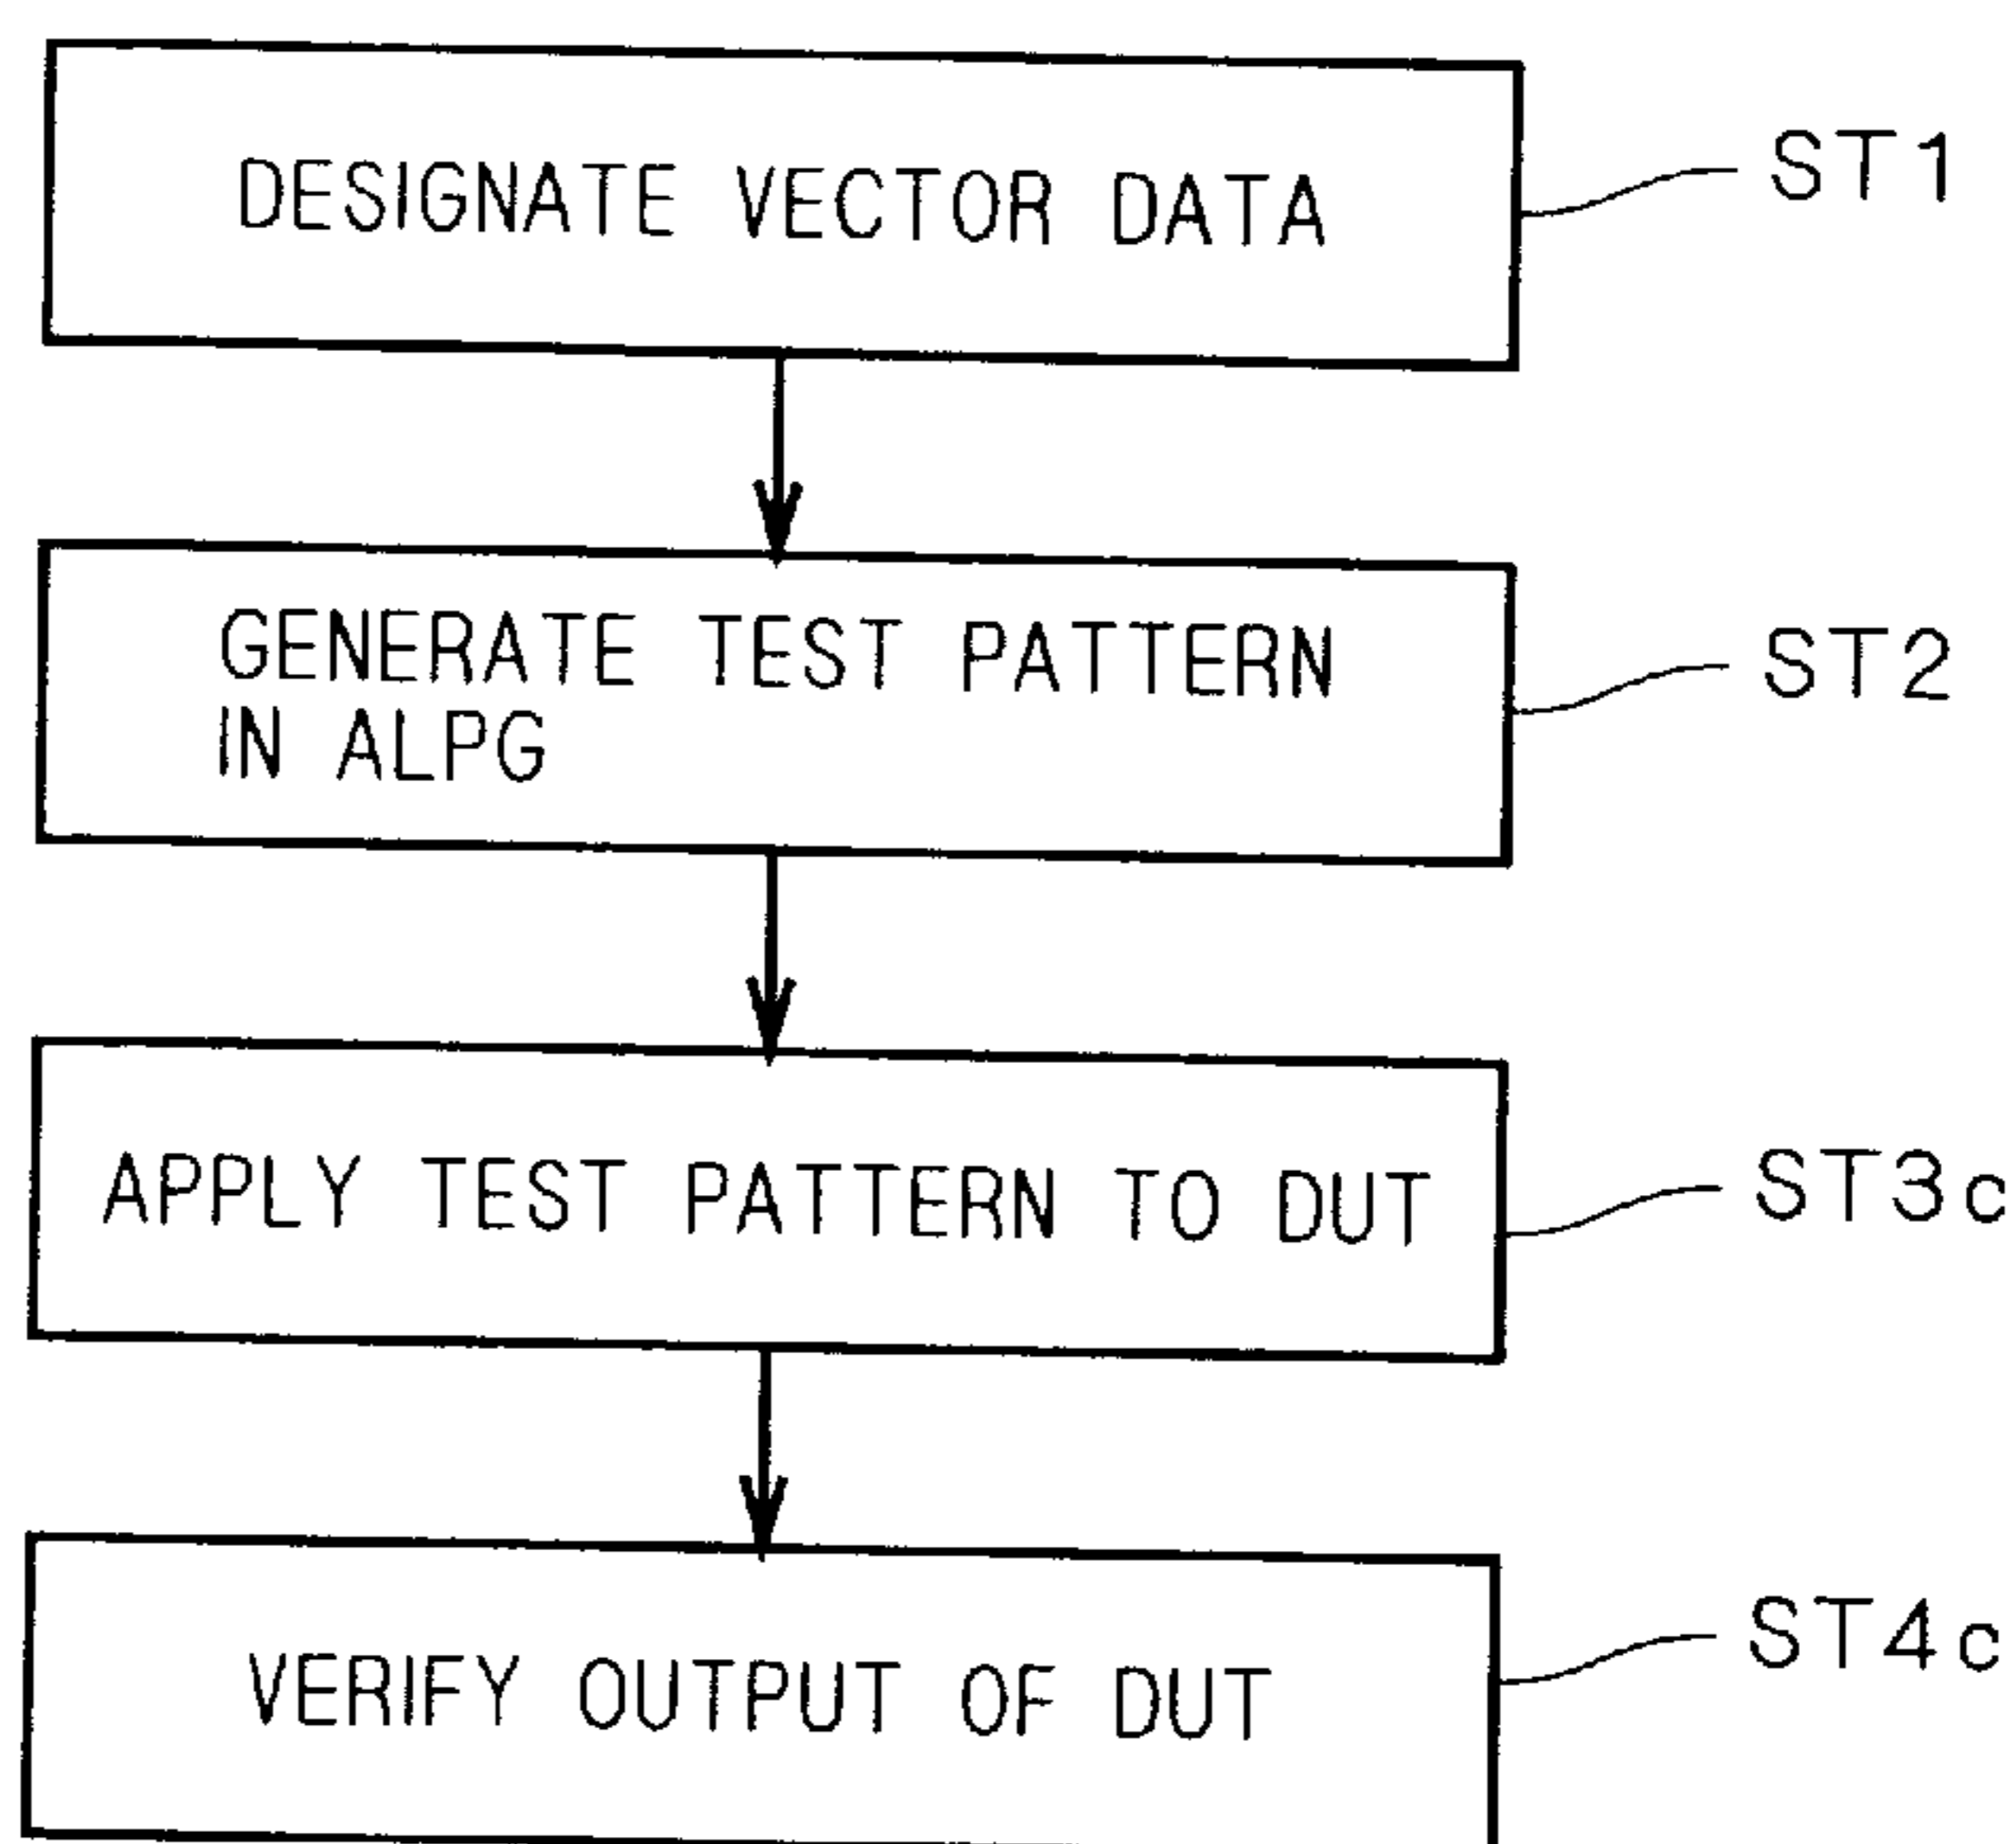 DESIGNATE VECTOR DATA
ST1
GENERATE TEST PATTERN
IN ALPG
ST2
APPLY TEST PATTERN TO DUT
ST3c
VERIFY OUTPUT OF DUT
ST4c